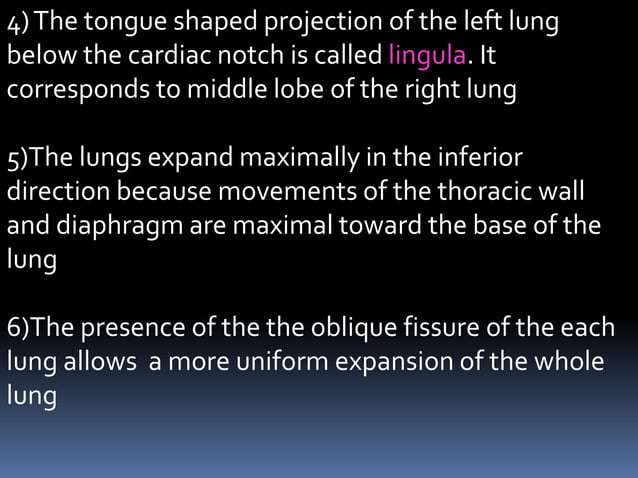 4) The tongue shaped projection of the left lung
below the cardiac notch is called lingula. It
corresponds to middle lobe of the right lung
5)The lungs expand maximally in the inferior
direction because movements of the thoracic wall
and diaphragm are maximal toward the base of the
lung
6)The presence of the the oblique fissure of the each
lung allows  a more uniform expansion of the whole
lung